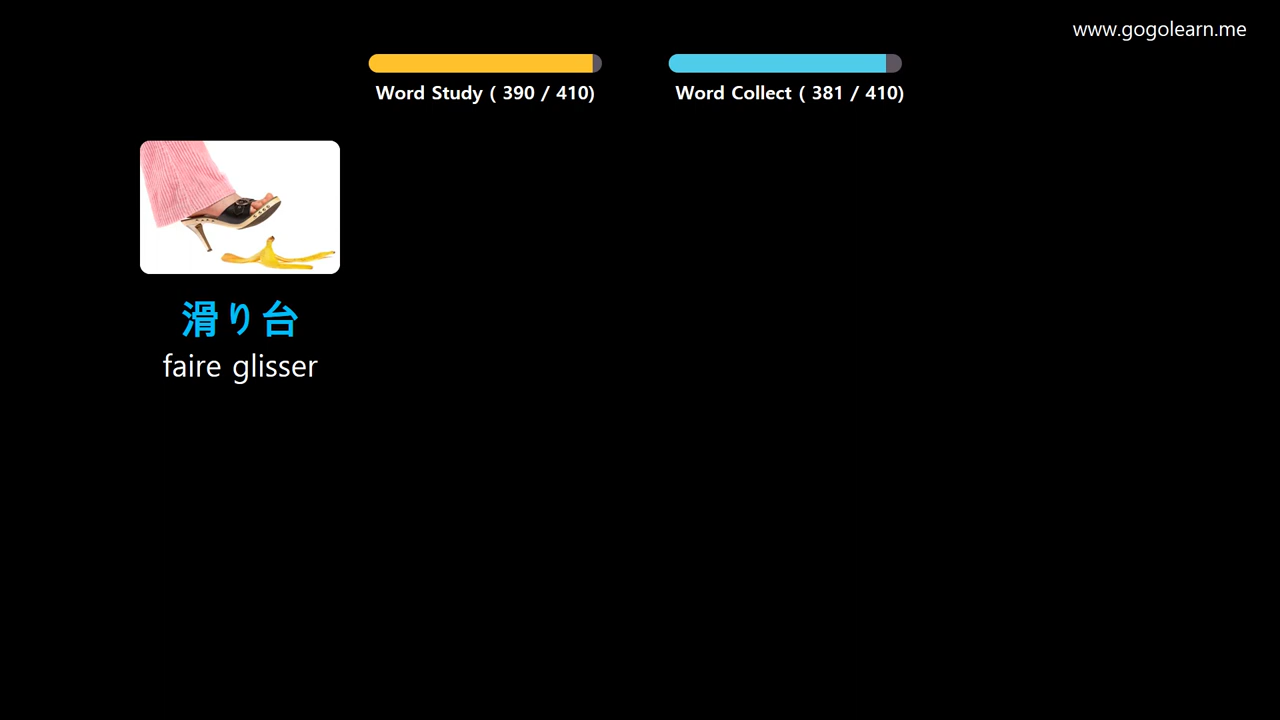 www.gogolearn.me
Word Study ( 390 / 410)
Word Collect ( 381 / 410)
滑り台
faire glisser